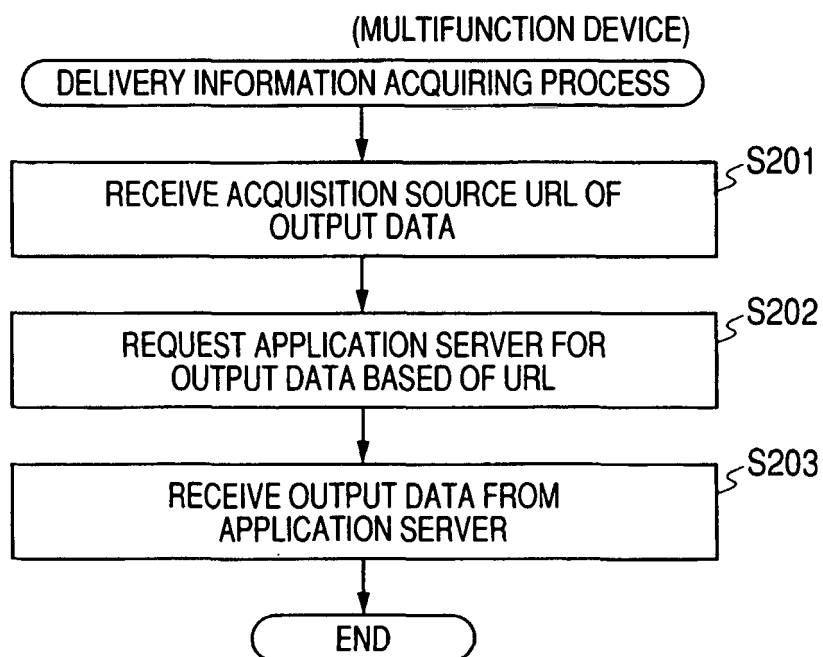 (MULTIFUNCTION DEVICE)
DELIVERY INFORMATION ACQUIRING PROCESS
S201
RECEIVE ACQUISITION SOURCE URL OF
OUTPUT DATA
S202
REQUEST APPLICATION SERVER FOR
OUTPUT DATA BASED OF URL
S203
RECEIVE OUTPUT DATA FROM
APPLICATION SERVER
END